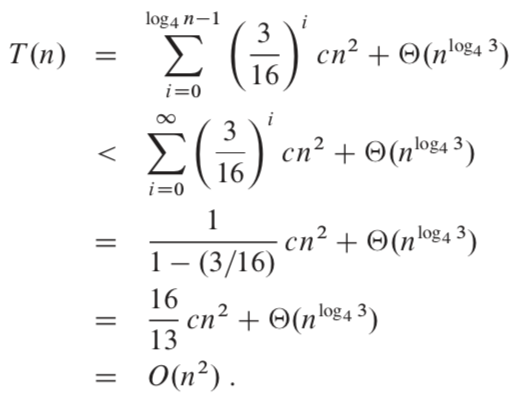 T(n) = \sum_{i=0}^{\log_4 n-1} \left(\frac{3}{16}\right)^i cn^2 + \Theta(n^{\log_4 3})
< \sum_{i=0}^{\infty} \left(\frac{3}{16}\right)^i cn^2 + \Theta(n^{\log_4 3})
= \frac{1}{1 - (3/16)} cn^2 + \Theta(n^{\log_4 3})
= \frac{16}{13} cn^2 + \Theta(n^{\log_4 3})
= O(n^2) .